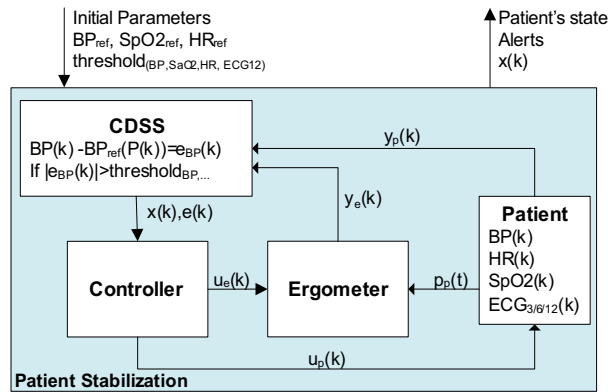 Initial Parameters
BPref, SpO2ref, HRref
threshold(BP,SaO2,HR, ECG12)
Patient's state
Alerts
x(k)
CDSS
BP(k) -BPref(P(k))=eBP(k)
If |eBP(k)|>thresholdBP,...
yp(k)
ye(k)
x(k),e(k)
Patient
BP(k)
HR(k)
SpO2(k)
ECG3/6/12(k)
Controller
ue(k)
Ergometer
pp(t)
up(k)
Patient Stabilization